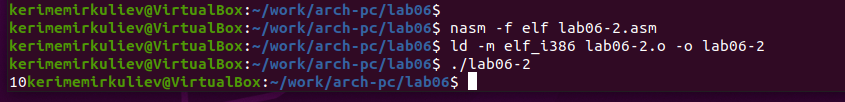 kerimemirkuliev@VirtualBox:~/work/arch-pc/lab06$
kerimemirkuliev@VirtualBox:~/work/arch-pc/lab06$ nasm -f elf lab06-2.asm
kerimemirkuliev@VirtualBox:~/work/arch-pc/lab06$ ld -m elf_i386 lab06-2.o -o lab06-2
kerimemirkuliev@VirtualBox:~/work/arch-pc/lab06$ ./lab06-2
10kerimemirkuliev@VirtualBox:~/work/arch-pc/lab06$